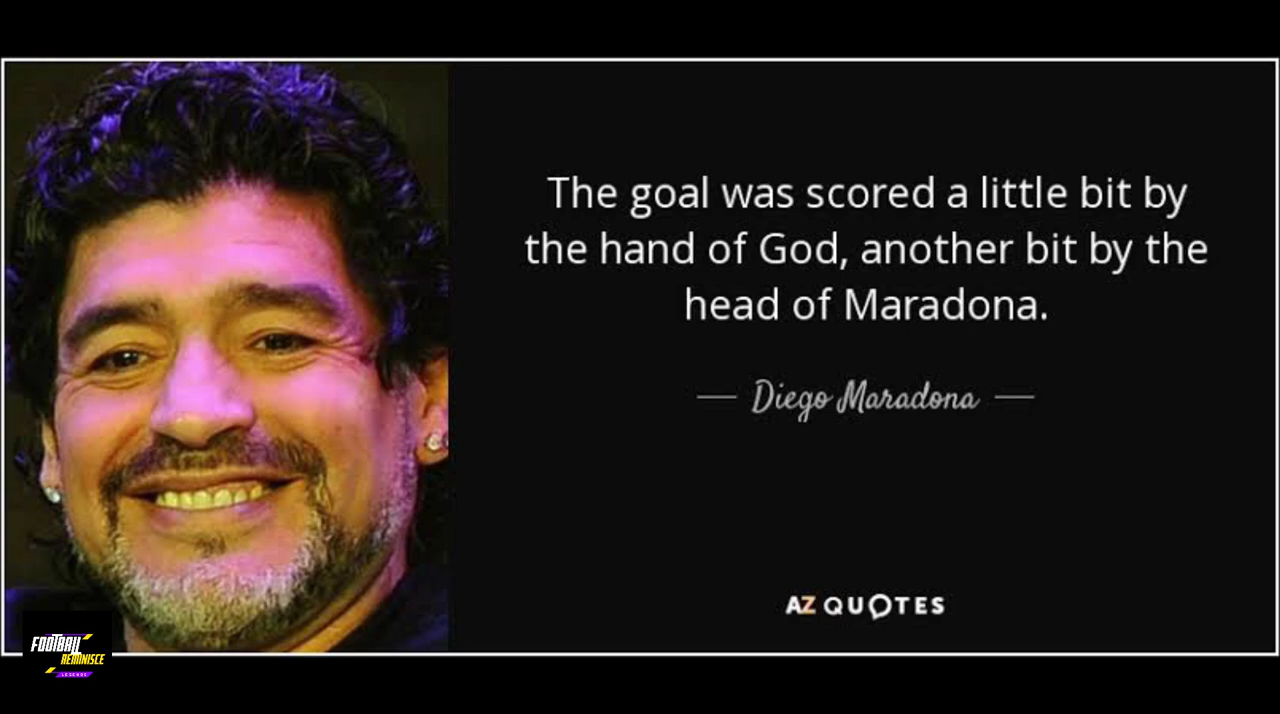 The goal was scored a little bit by
the hand of God, another bit by the
head of Maradona.
Diego Maradona
AZ QUOTES
FOOTBALL
REMINISCE
LEGENDS